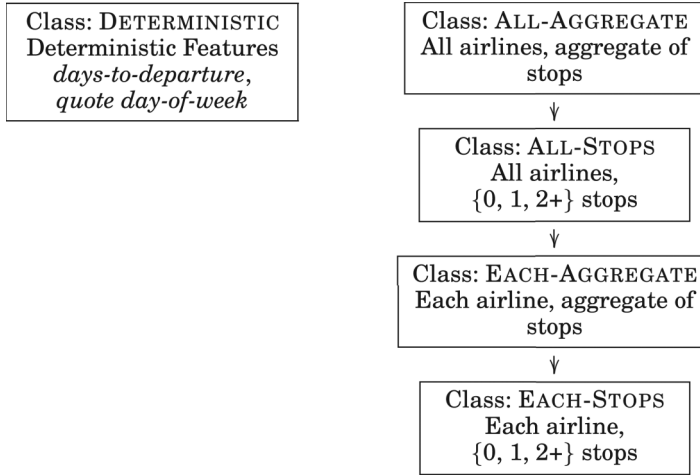 Class: DETERMINISTIC
Deterministic Features
days-to-departure,
quote day-of-week
Class: ALL-AGGREGATE
All airlines, aggregate of
stops
Class: ALL-STOPS
All airlines,
{0, 1, 2+} stops
Class: EACH-AGGREGATE
Each airline, aggregate of
stops
Class: EACH-STOPS
Each airline,
{0, 1, 2+} stops